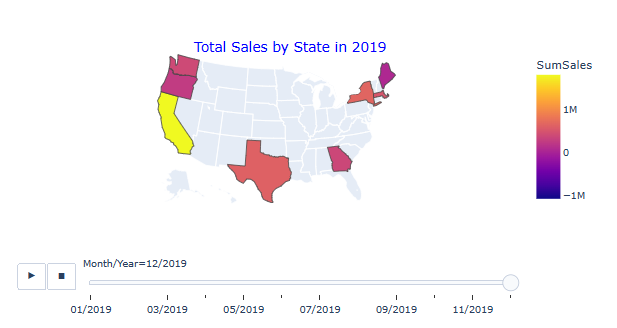 Total Sales by State in 2019
SumSales
1M
0
−1M
Month/Year=12/2019
01/2019 03/2019 05/2019 07/2019 09/2019 11/2019